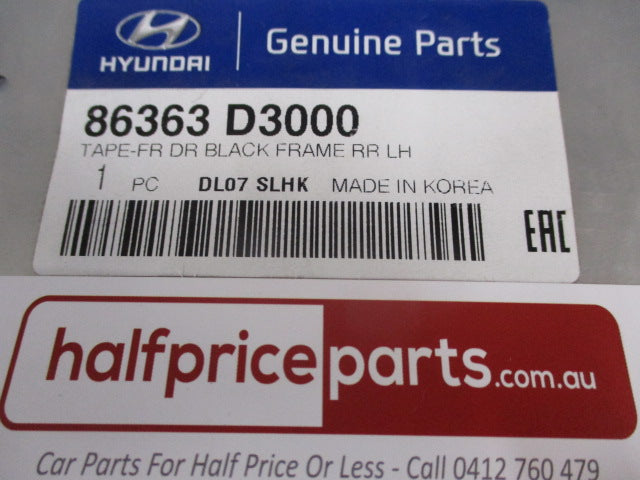 HYUNDAI
Genuine Parts
86363 D3000
TAPE-FR DR BLACK FRAME RR LH
1 PC DL07 SLHK MADE IN KOREA
EAC
halfpriceparts.com.au
Car Parts For Half Price Or Less - Call 0412 760 479